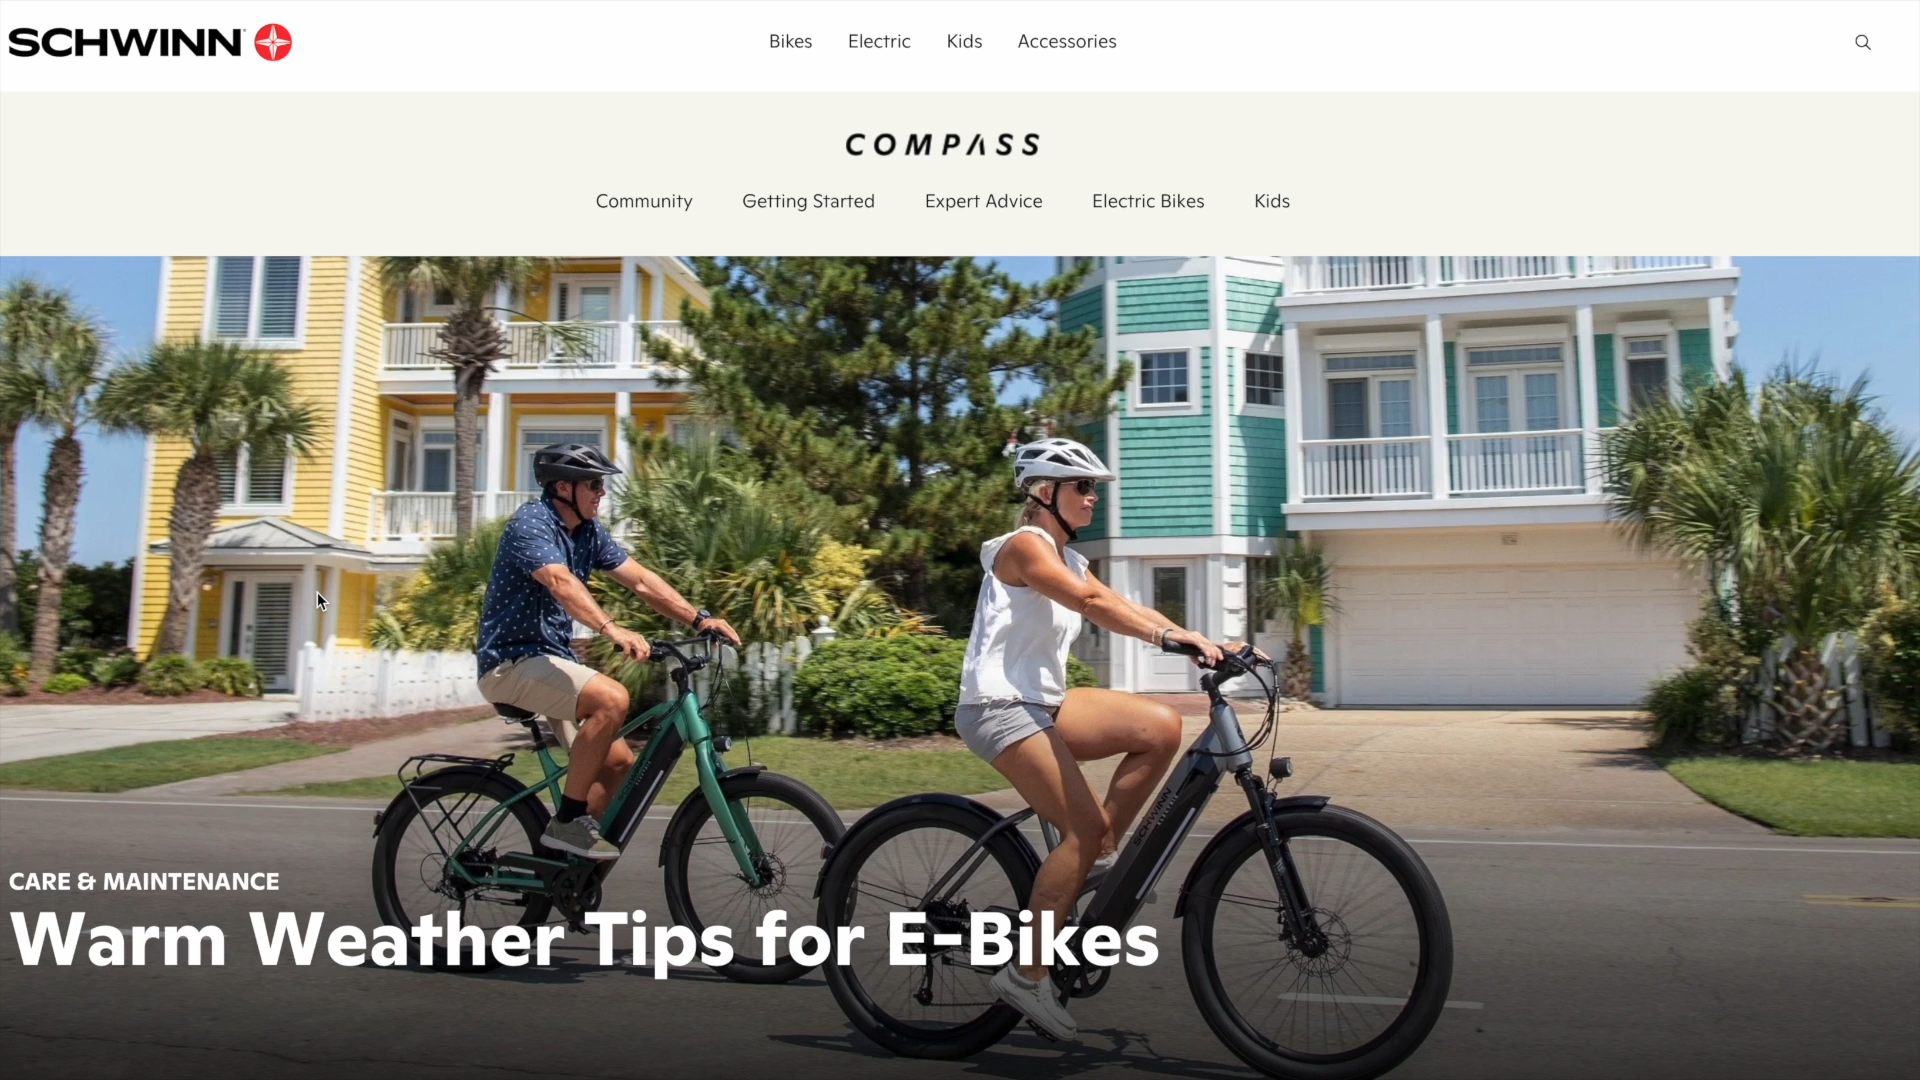 SCHWINN
Bikes Electric Kids Accessories
COMPASS
Community Getting Started Expert Advice Electric Bikes Kids
SCHWINN
CARE & MAINTENANCE
Warm Weather Tips for E-Bikes